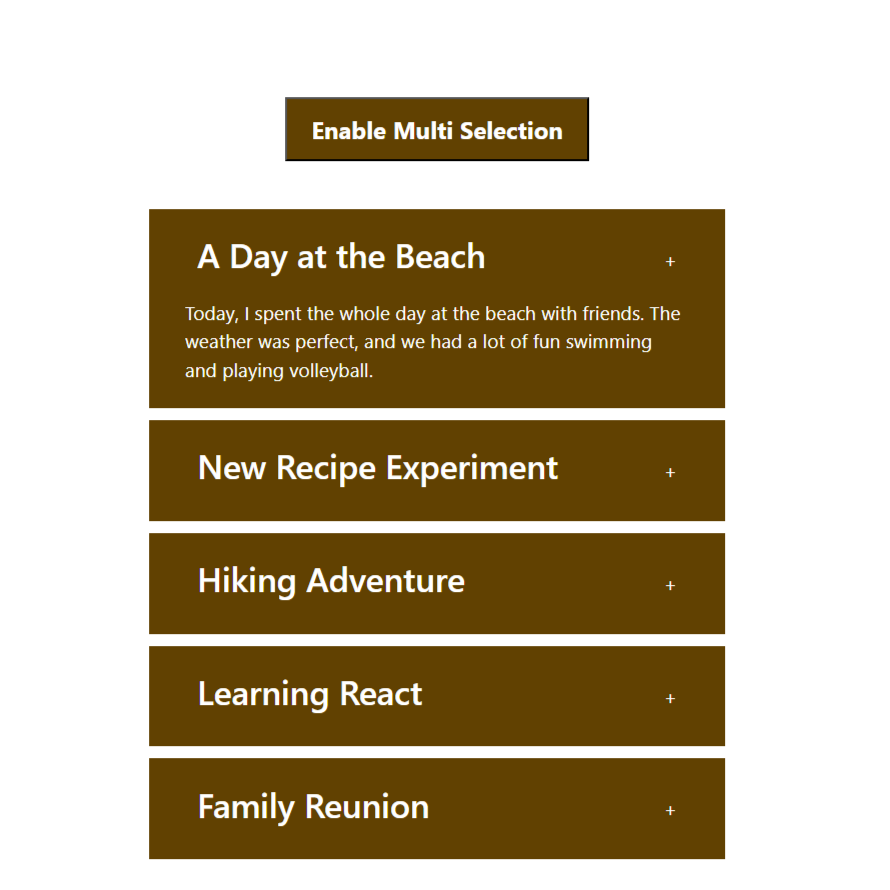 Enable Multi Selection
A Day at the Beach +
Today, I spent the whole day at the beach with friends. The
weather was perfect, and we had a lot of fun swimming
and playing volleyball.
New Recipe Experiment +
Hiking Adventure +
Learning React +
Family Reunion +